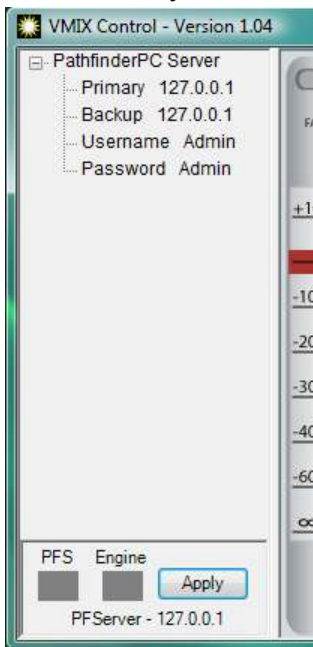 VMIX Control - Version 1.04
PathfinderPC Server
Primary 127.0.0.1
Backup 127.0.0.1
Username Admin
Password Admin
-10
-20
-30
-40
-60
∞
PFS Engine
Apply
PFServer - 127.0.0.1